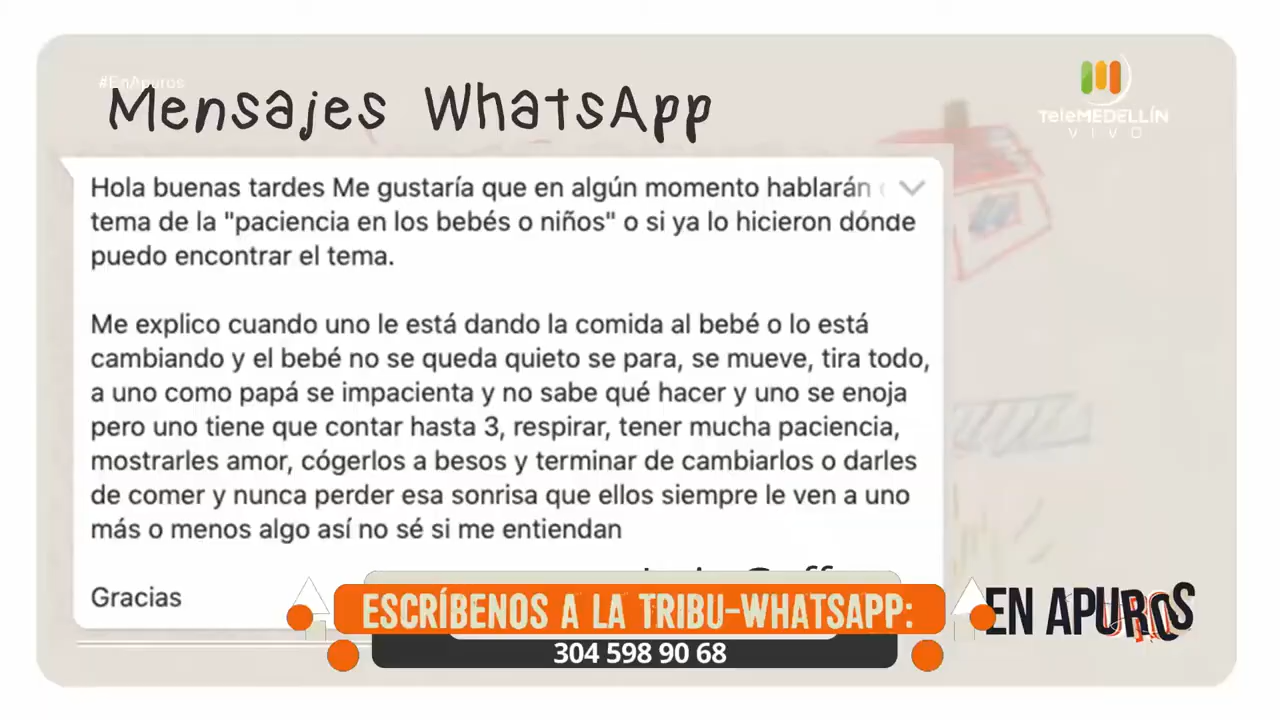 #EnApuros
Mensajes WhatsApp
TeleMEDELLÍN
VIVO
Hola buenas tardes Me gustaría que en algún momento hablarán
tema de la "paciencia en los bebés o niños" o si ya lo hicieron dónde
puedo encontrar el tema.
Me explico cuando uno le está dando la comida al bebé o lo está
cambiando y el bebé no se queda quieto se para, se mueve, tira todo,
a uno como papá se impacienta y no sabe qué hacer y uno se enoja
pero uno tiene que contar hasta 3, respirar, tener mucha paciencia,
mostrarles amor, cógerlos a besos y terminar de cambiarlos o darles
de comer y nunca perder esa sonrisa que ellos siempre le ven a uno
más o menos algo así no sé si me entiendan
Gracias
ESCRÍBENOS A LA TRIBU-WHATSAPP:
304 598 90 68
EN APUROS